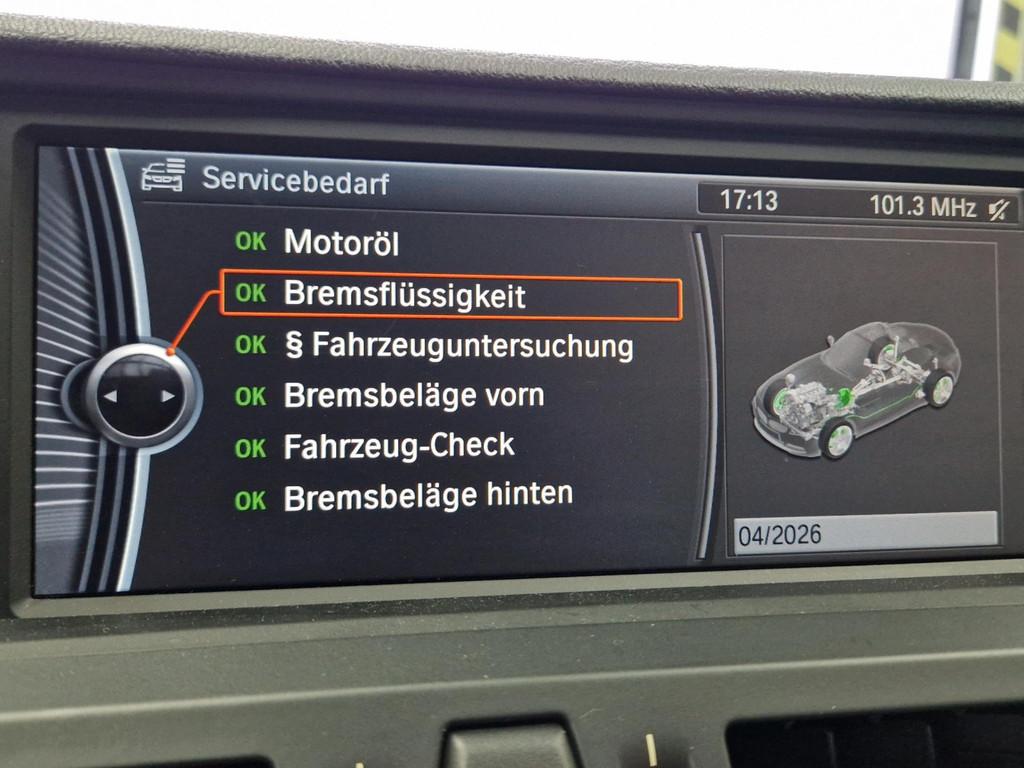 Servicebedarf
17:13 101.3 MHz
OK Motoröl
OK Bremsflüssigkeit
OK § Fahrzeuguntersuchung
OK Bremsbeläge vorn
OK Fahrzeug-Check
OK Bremsbeläge hinten
04/2026